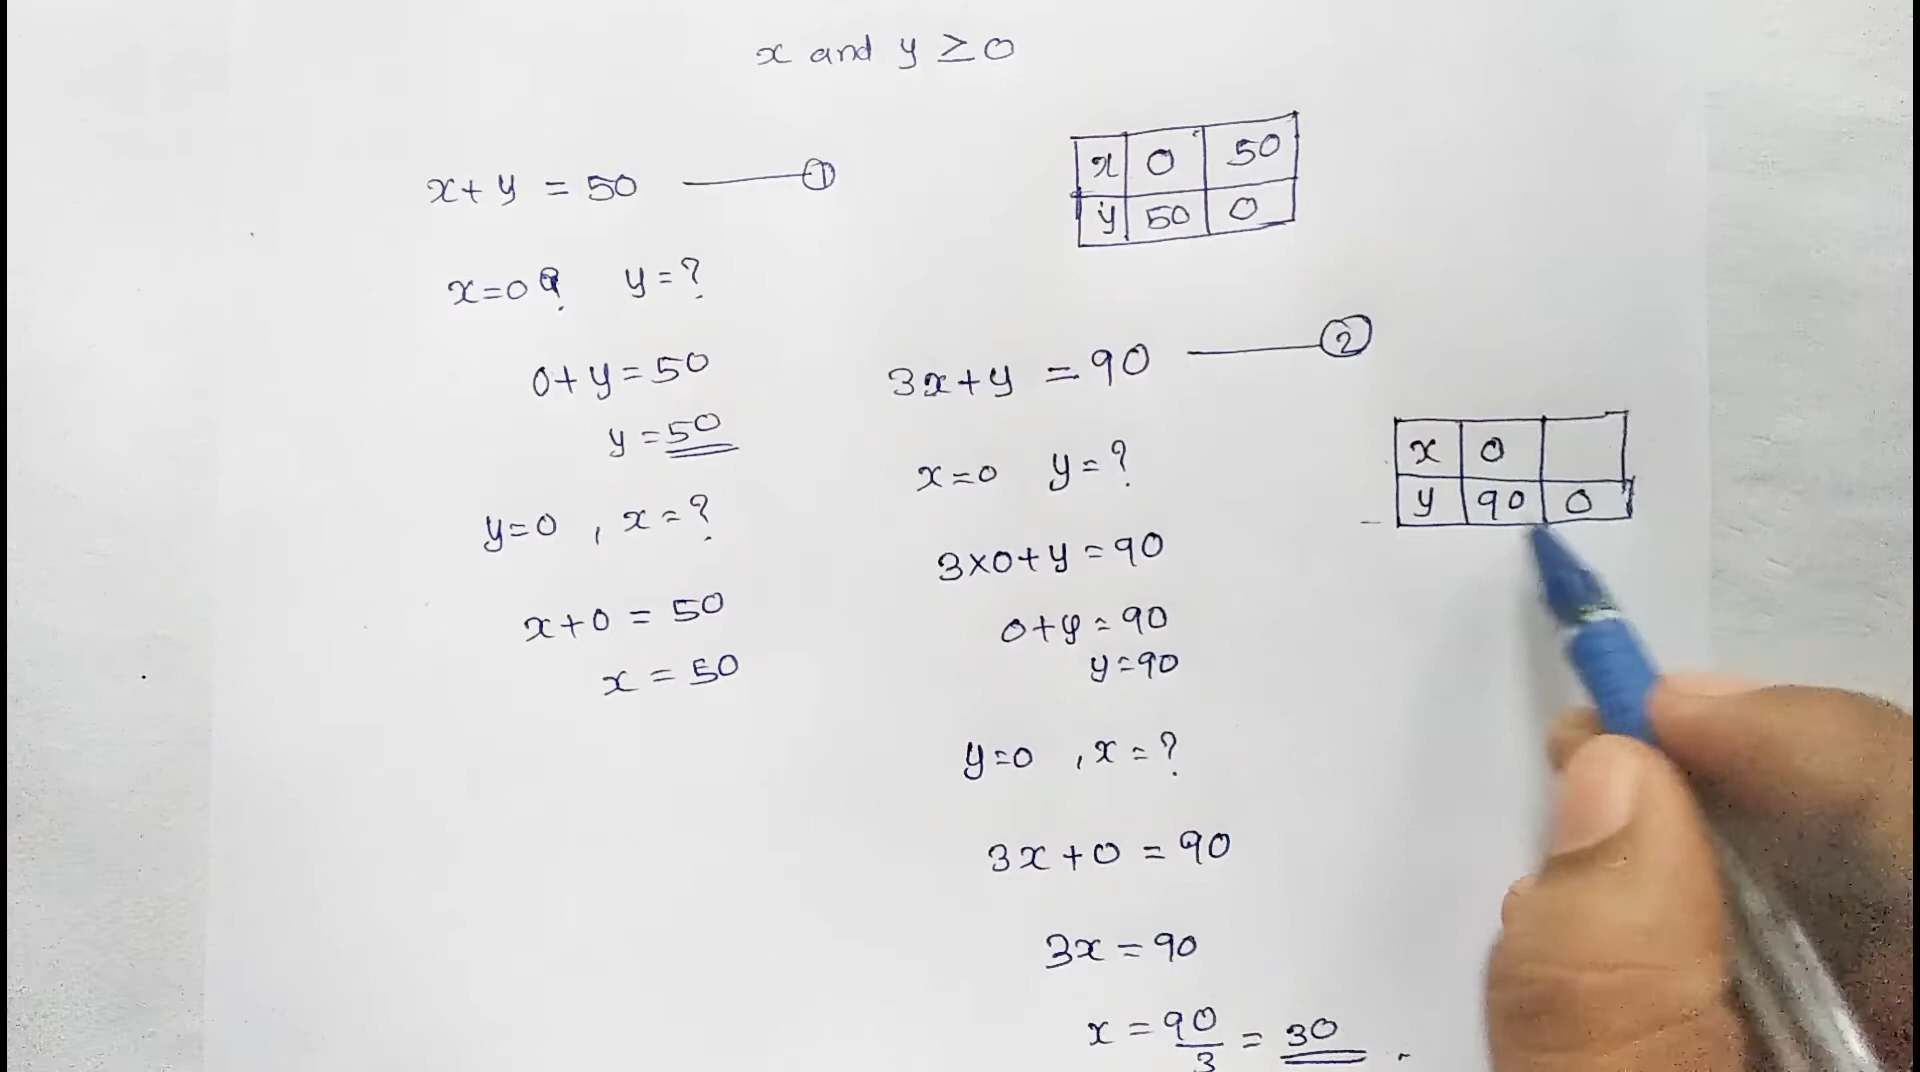 x and y ≥ 0
x + y = 50 —— ①
x 0 50
y 50 0
x = 0 ? y = ?
0 + y = 50
y = 50
y = 0 , x = ?
x + 0 = 50
x = 50
3x + y = 90 —— ②
x 0
y 90 0
x = 0 y = ?
3 × 0 + y = 90
0 + y = 90
y = 90
y = 0 , x = ?
3x + 0 = 90
3x = 90
x = 90/3 = 30